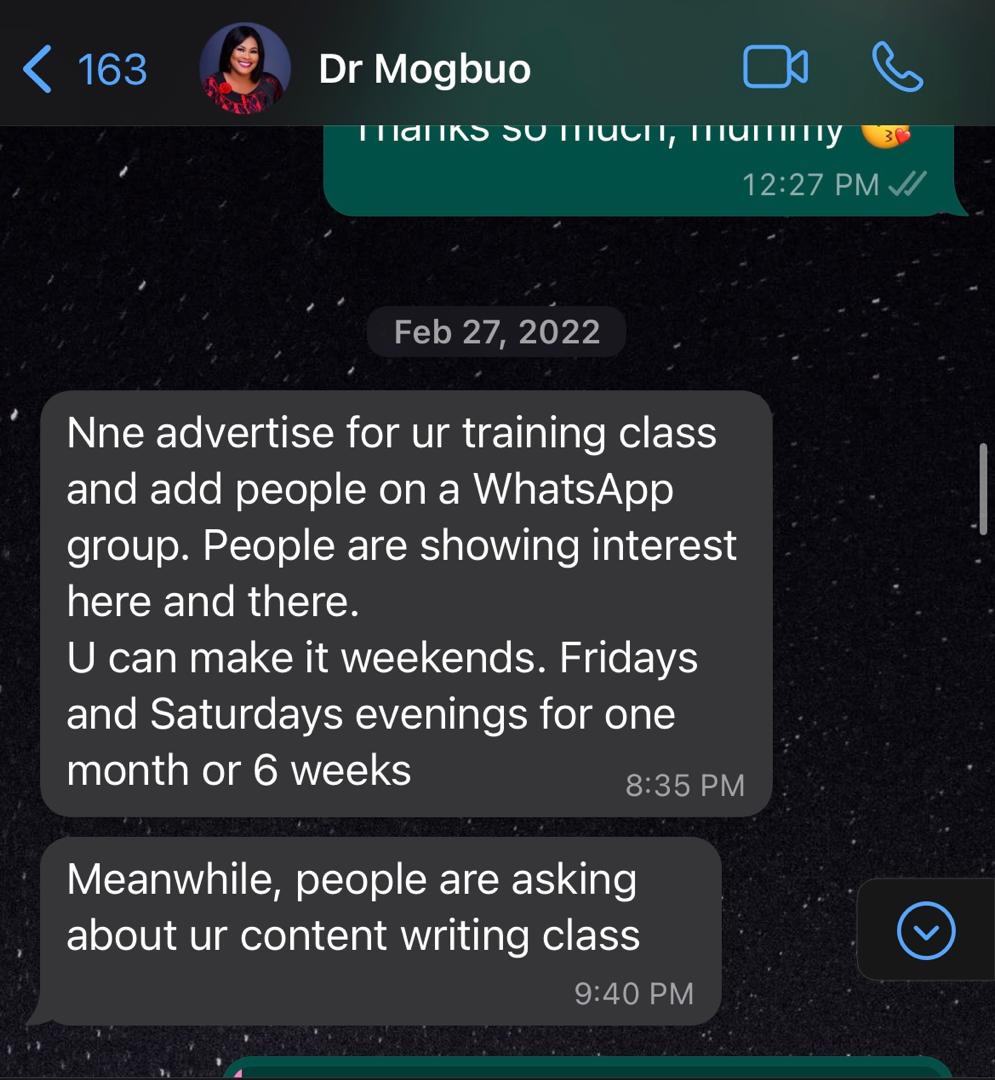 163
Dr Mogbuo
Thanks so much, mummy 😘
12:27 PM
Feb 27, 2022
Nne advertise for ur training class
and add people on a WhatsApp
group. People are showing interest
here and there.
U can make it weekends. Fridays
and Saturdays evenings for one
month or 6 weeks
8:35 PM
Meanwhile, people are asking
about ur content writing class
9:40 PM